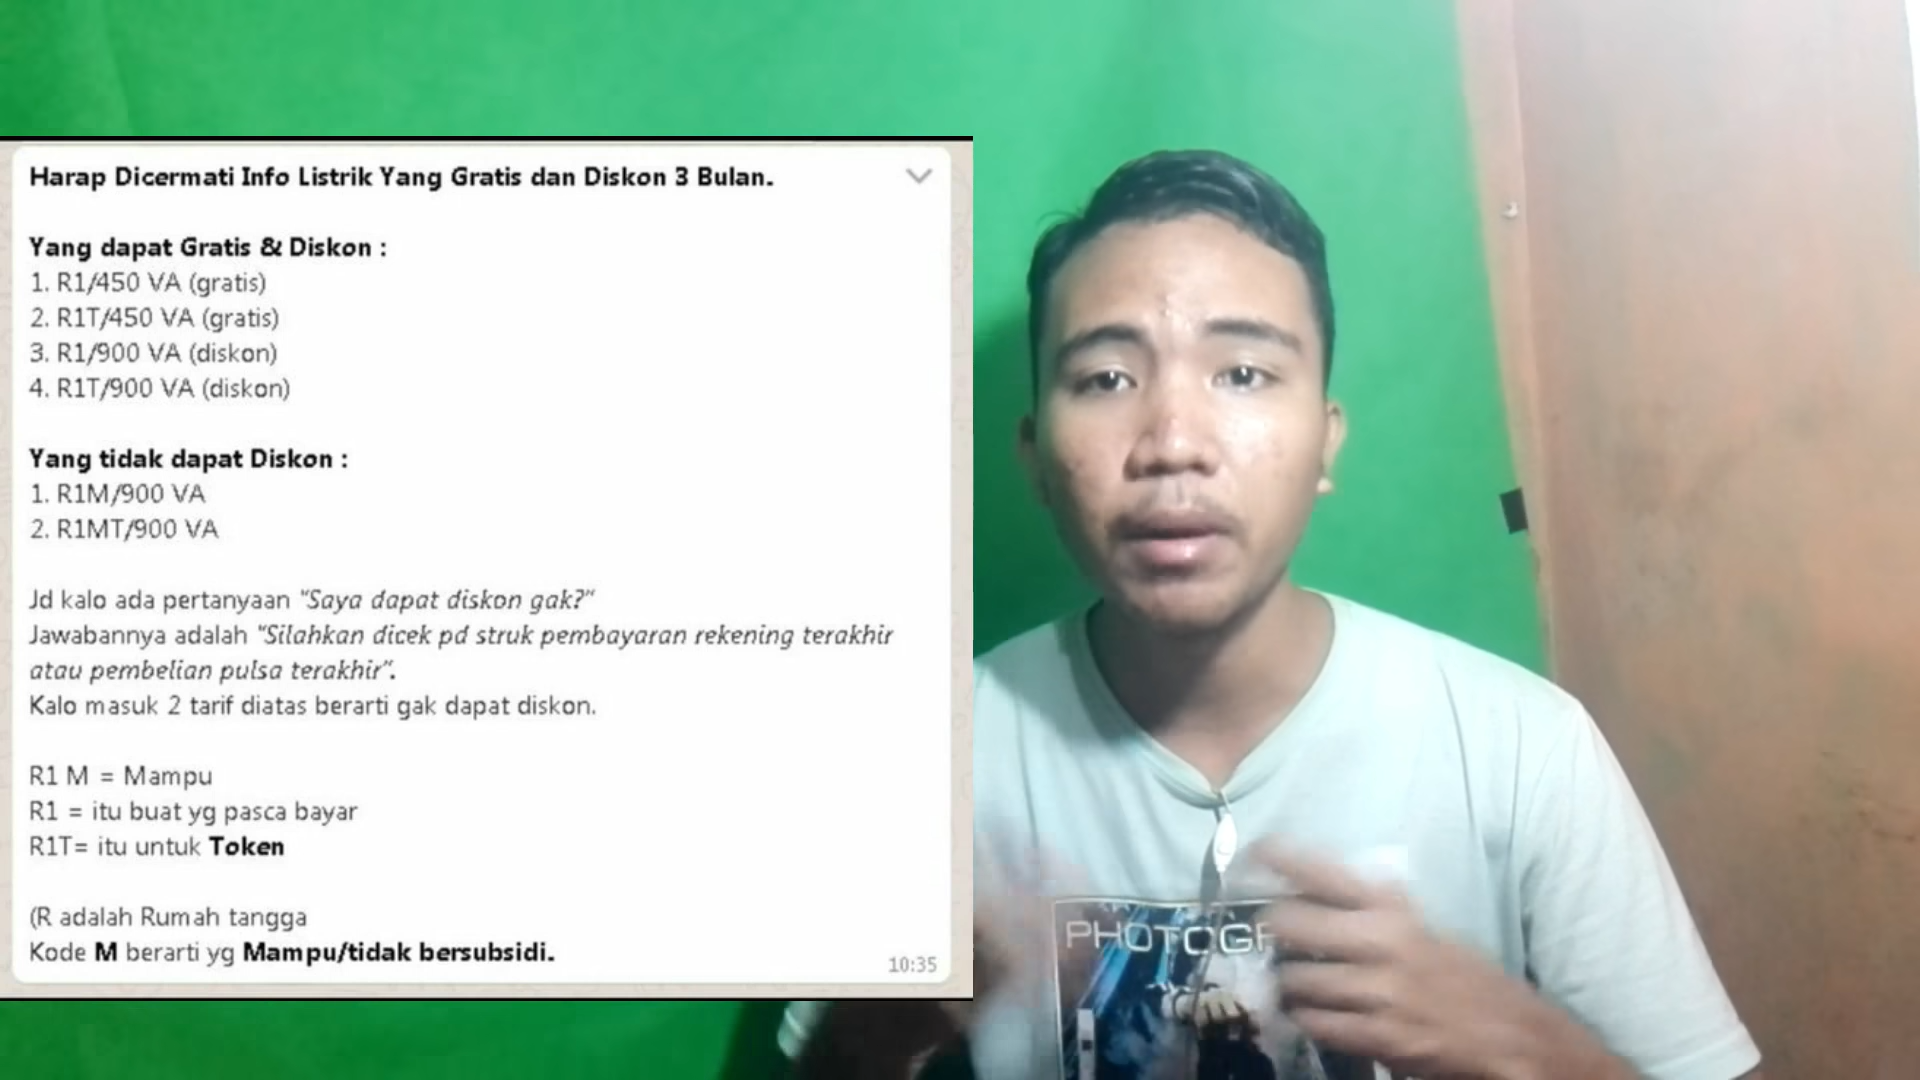 Harap Dicermati Info Listrik Yang Gratis dan Diskon 3 Bulan.
Yang dapat Gratis & Diskon :
1. R1/450 VA (gratis)
2. R1T/450 VA (gratis)
3. R1/900 VA (diskon)
4. R1T/900 VA (diskon)
Yang tidak dapat Diskon :
1. R1M/900 VA
2. R1MT/900 VA
Jd kalo ada pertanyaan "Saya dapat diskon gak?"
Jawabannya adalah "Silahkan dicek pd struk pembayaran rekening terakhir
atau pembelian pulsa terakhir".
Kalo masuk 2 tarif diatas berarti gak dapat diskon.
R1 M = Mampu
R1 = itu buat yg pasca bayar
R1T= itu untuk Token
(R adalah Rumah tangga
Kode M berarti yg Mampu/tidak bersubsidi.
10:35